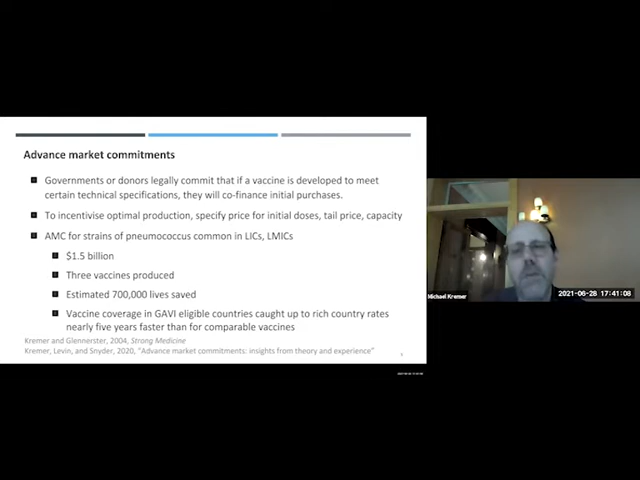 Advance market commitments
Governments or donors legally commit that if a vaccine is developed to meet
certain technical specifications, they will co-finance initial purchases.
To incentivise optimal production, specify price for initial doses, tail price, capacity
AMC for strains of pneumococcus common in LICs, LMICs
$1.5 billion
Three vaccines produced
Estimated 700,000 lives saved
Vaccine coverage in GAVI eligible countries caught up to rich country rates
nearly five years faster than for comparable vaccines
Kremer and Glennerster, 2004, Strong Medicine
Kremer, Levin, and Snyder, 2020, "Advance market commitments: insights from theory and experience"
Michael Kremer
2021-06-28 17:41:08